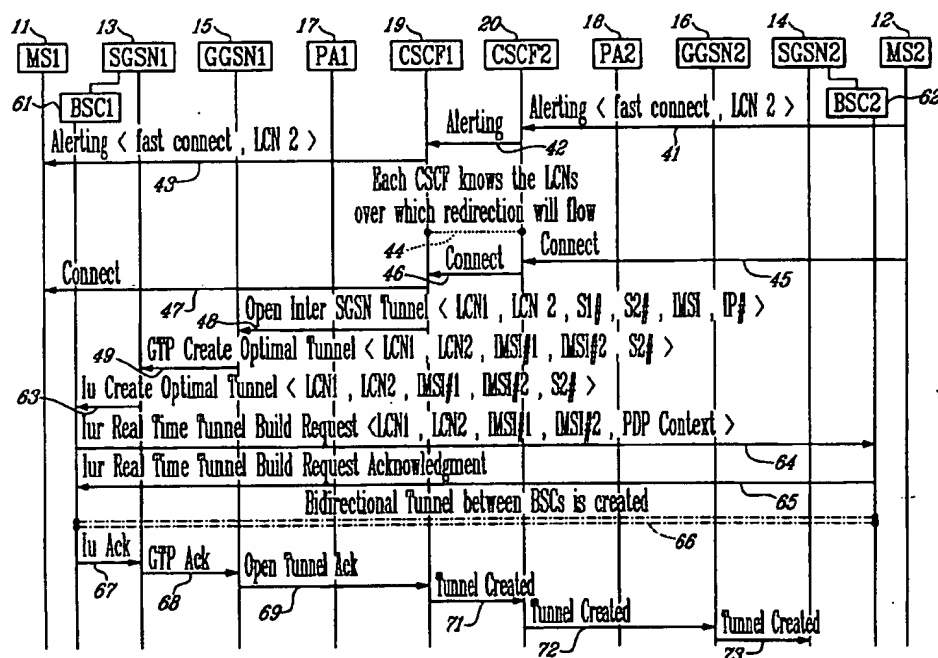 11 13 15 17 19 20 18 16 14 12
MS1 SGSN1 GGSN1 PA1 CSCF1 CSCF2 PA2 GGSN2 SGSN2 MS2
61 BSC1 BSC2 62
Alerting < fast connect , LCN 2 >
41
Alerting
42
Alerting < fast connect , LCN 2 >
43
Each CSCF knows the LCNs
over which redirection will flow
44
Connect
45
Connect
46
Connect
47
Open Inter SGSN Tunnel < LCN1 , LCN 2 , S1# , S2# , IMSI , IP# >
48
GTP Create Optimal Tunnel < LCN1 , LCN2 , IMSI#1 , IMSI#2 , S2# >
49
Iu Create Optimal Tunnel < LCN1 , LCN2 , IMSI#1 , IMSI#2 , S2# >
63
Iur Real Time Tunnel Build Request <LCN1 , LCN2 , IMSI#1 , IMSI#2 , PDP Context >
64
Iur Real Time Tunnel Build Request Acknowledgment
65
Bidirectional Tunnel between BSCs is created
66
Iu Ack
67
GTP Ack
68
Open Tunnel Ack
69
Tunnel Created
71
Tunnel Created
72
Tunnel Created
73